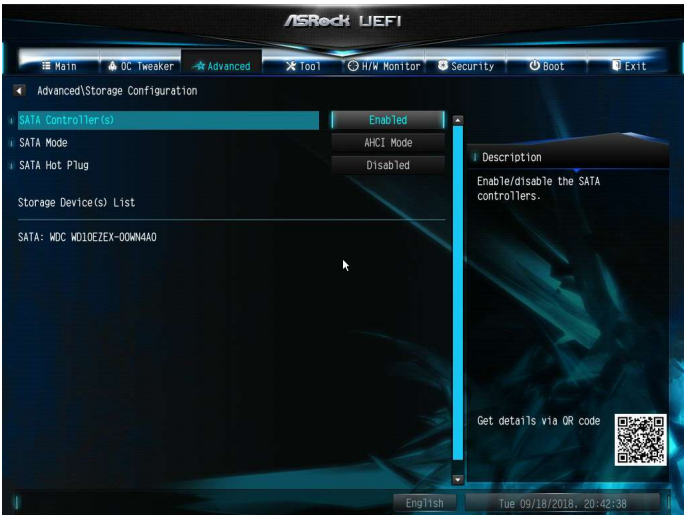 ASRock UEFI
Main OC Tweaker Advanced Tool H/W Monitor Security Boot Exit
Advanced\Storage Configuration
SATA Controller(s) Enabled
SATA Mode AHCI Mode
SATA Hot Plug Disabled
Storage Device(s) List
SATA: WDC WD10EZEX-00WN4A0
Description
Enable/disable the SATA
controllers.
Get details via QR code
English Tue 09/18/2018. 20:42:38